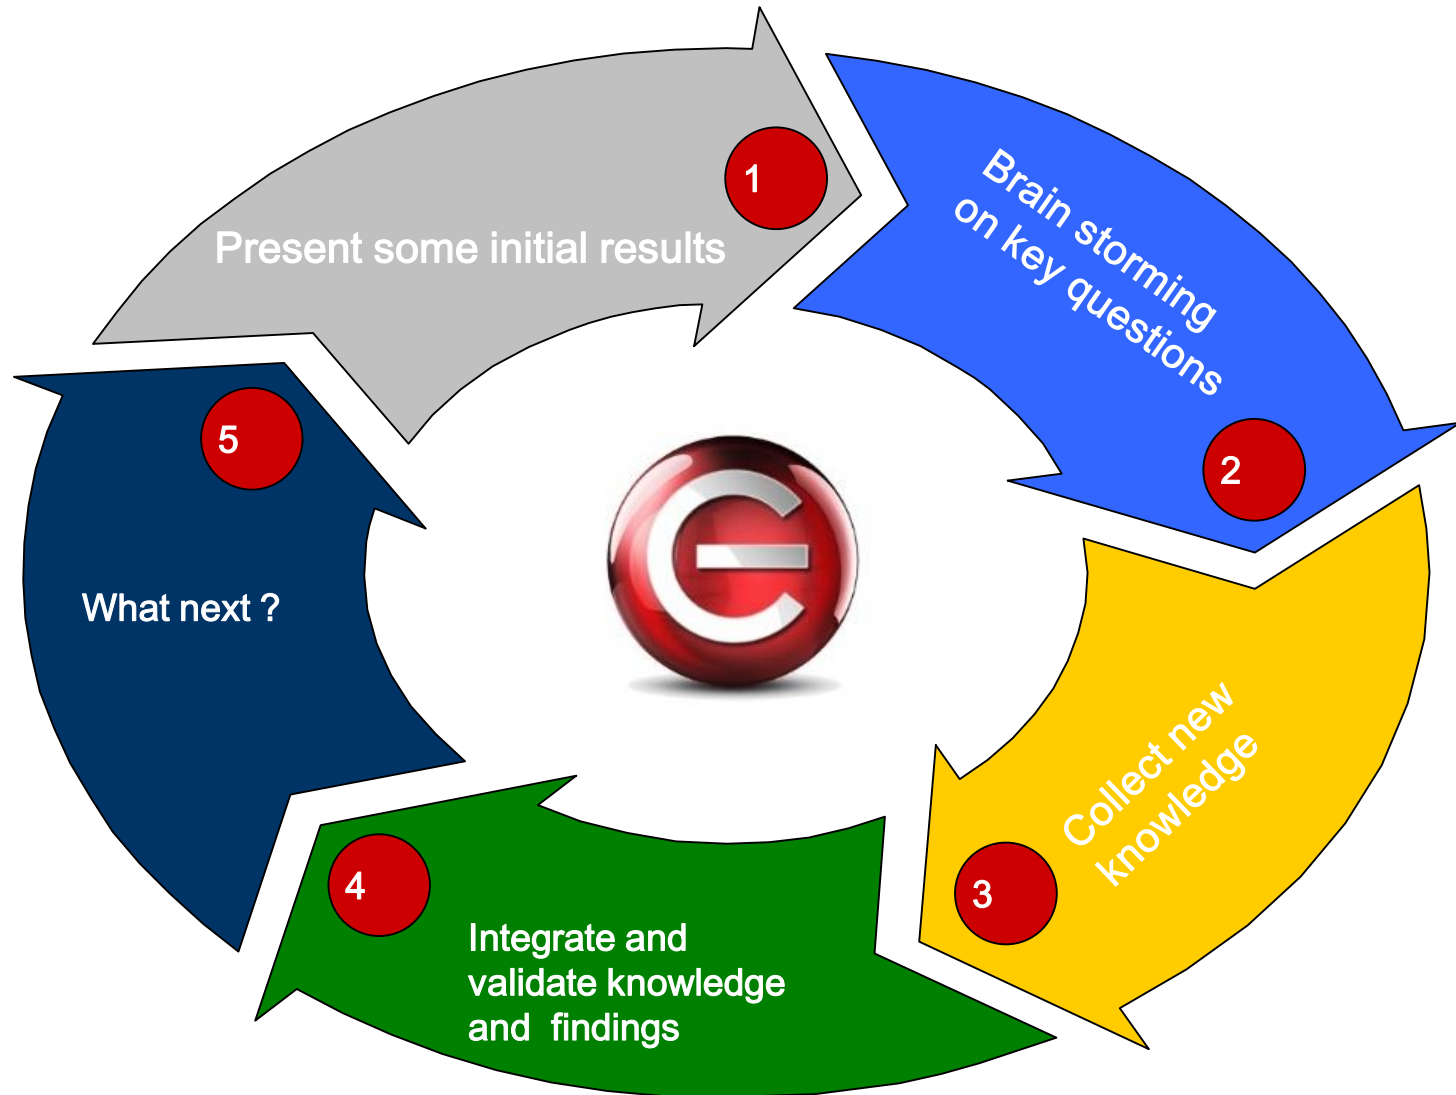 1
Present some initial results
Brain storming
on key questions
2
Collect new
knowledge
3
Integrate and
validate knowledge
and  findings
4
What next ?
5